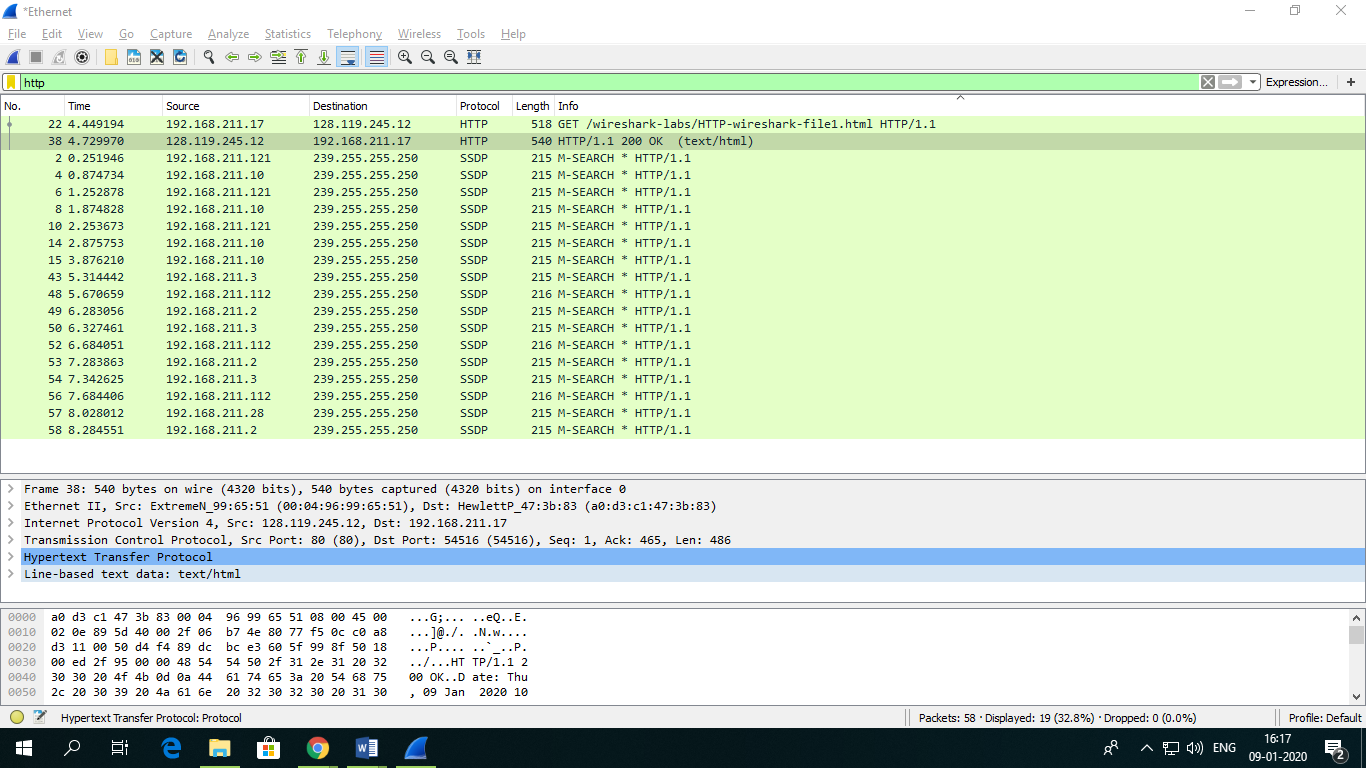 *Ethernet
File Edit View Go Capture Analyze Statistics Telephony Wireless Tools Help
http Expression... +
No. Time Source Destination Protocol Length Info
22 4.449194 192.168.211.17 128.119.245.12 HTTP 518 GET /wireshark-labs/HTTP-wireshark-file1.html HTTP/1.1
38 4.729970 128.119.245.12 192.168.211.17 HTTP 540 HTTP/1.1 200 OK (text/html)
2 0.251946 192.168.211.121 239.255.255.250 SSDP 215 M-SEARCH * HTTP/1.1
4 0.874734 192.168.211.10 239.255.255.250 SSDP 215 M-SEARCH * HTTP/1.1
6 1.252878 192.168.211.121 239.255.255.250 SSDP 215 M-SEARCH * HTTP/1.1
8 1.874828 192.168.211.10 239.255.255.250 SSDP 215 M-SEARCH * HTTP/1.1
10 2.253673 192.168.211.121 239.255.255.250 SSDP 215 M-SEARCH * HTTP/1.1
14 2.875753 192.168.211.10 239.255.255.250 SSDP 215 M-SEARCH * HTTP/1.1
15 3.876210 192.168.211.10 239.255.255.250 SSDP 215 M-SEARCH * HTTP/1.1
43 5.314442 192.168.211.3 239.255.255.250 SSDP 215 M-SEARCH * HTTP/1.1
48 5.670659 192.168.211.112 239.255.255.250 SSDP 216 M-SEARCH * HTTP/1.1
49 6.283056 192.168.211.2 239.255.255.250 SSDP 215 M-SEARCH * HTTP/1.1
50 6.327461 192.168.211.3 239.255.255.250 SSDP 215 M-SEARCH * HTTP/1.1
52 6.684051 192.168.211.112 239.255.255.250 SSDP 216 M-SEARCH * HTTP/1.1
53 7.283863 192.168.211.2 239.255.255.250 SSDP 215 M-SEARCH * HTTP/1.1
54 7.342625 192.168.211.3 239.255.255.250 SSDP 215 M-SEARCH * HTTP/1.1
56 7.684406 192.168.211.112 239.255.255.250 SSDP 216 M-SEARCH * HTTP/1.1
57 8.028012 192.168.211.28 239.255.255.250 SSDP 215 M-SEARCH * HTTP/1.1
58 8.284551 192.168.211.2 239.255.255.250 SSDP 215 M-SEARCH * HTTP/1.1
Frame 38: 540 bytes on wire (4320 bits), 540 bytes captured (4320 bits) on interface 0
Ethernet II, Src: ExtremeN_99:65:51 (00:04:96:99:65:51), Dst: HewlettP_47:3b:83 (a0:d3:c1:47:3b:83)
Internet Protocol Version 4, Src: 128.119.245.12, Dst: 192.168.211.17
Transmission Control Protocol, Src Port: 80 (80), Dst Port: 54516 (54516), Seq: 1, Ack: 465, Len: 486
Hypertext Transfer Protocol
Line-based text data: text/html
0000 a0 d3 c1 47 3b 83 00 04 96 99 65 51 08 00 45 00 ...G;... ..eQ..E.
0010 02 0e 89 5d 40 00 2f 06 b7 4e 80 77 f5 0c c0 a8 ...]@./. .N.w....
0020 d3 11 00 50 d4 f4 89 dc bc e3 60 5f 99 8f 50 18 ...P.... ..`_..P.
0030 00 ed 2f 95 00 00 48 54 54 50 2f 31 2e 31 20 32 ../...HT TP/1.1 2
0040 30 30 20 4f 4b 0d 0a 44 61 74 65 3a 20 54 68 75 00 OK..D ate: Thu
0050 2c 20 30 39 20 4a 61 6e 20 32 30 32 30 20 31 30 , 09 Jan 2020 10
Hypertext Transfer Protocol: Protocol Packets: 58 · Displayed: 19 (32.8%) · Dropped: 0 (0.0%) Profile: Default
ENG 16:17
09-01-2020 2